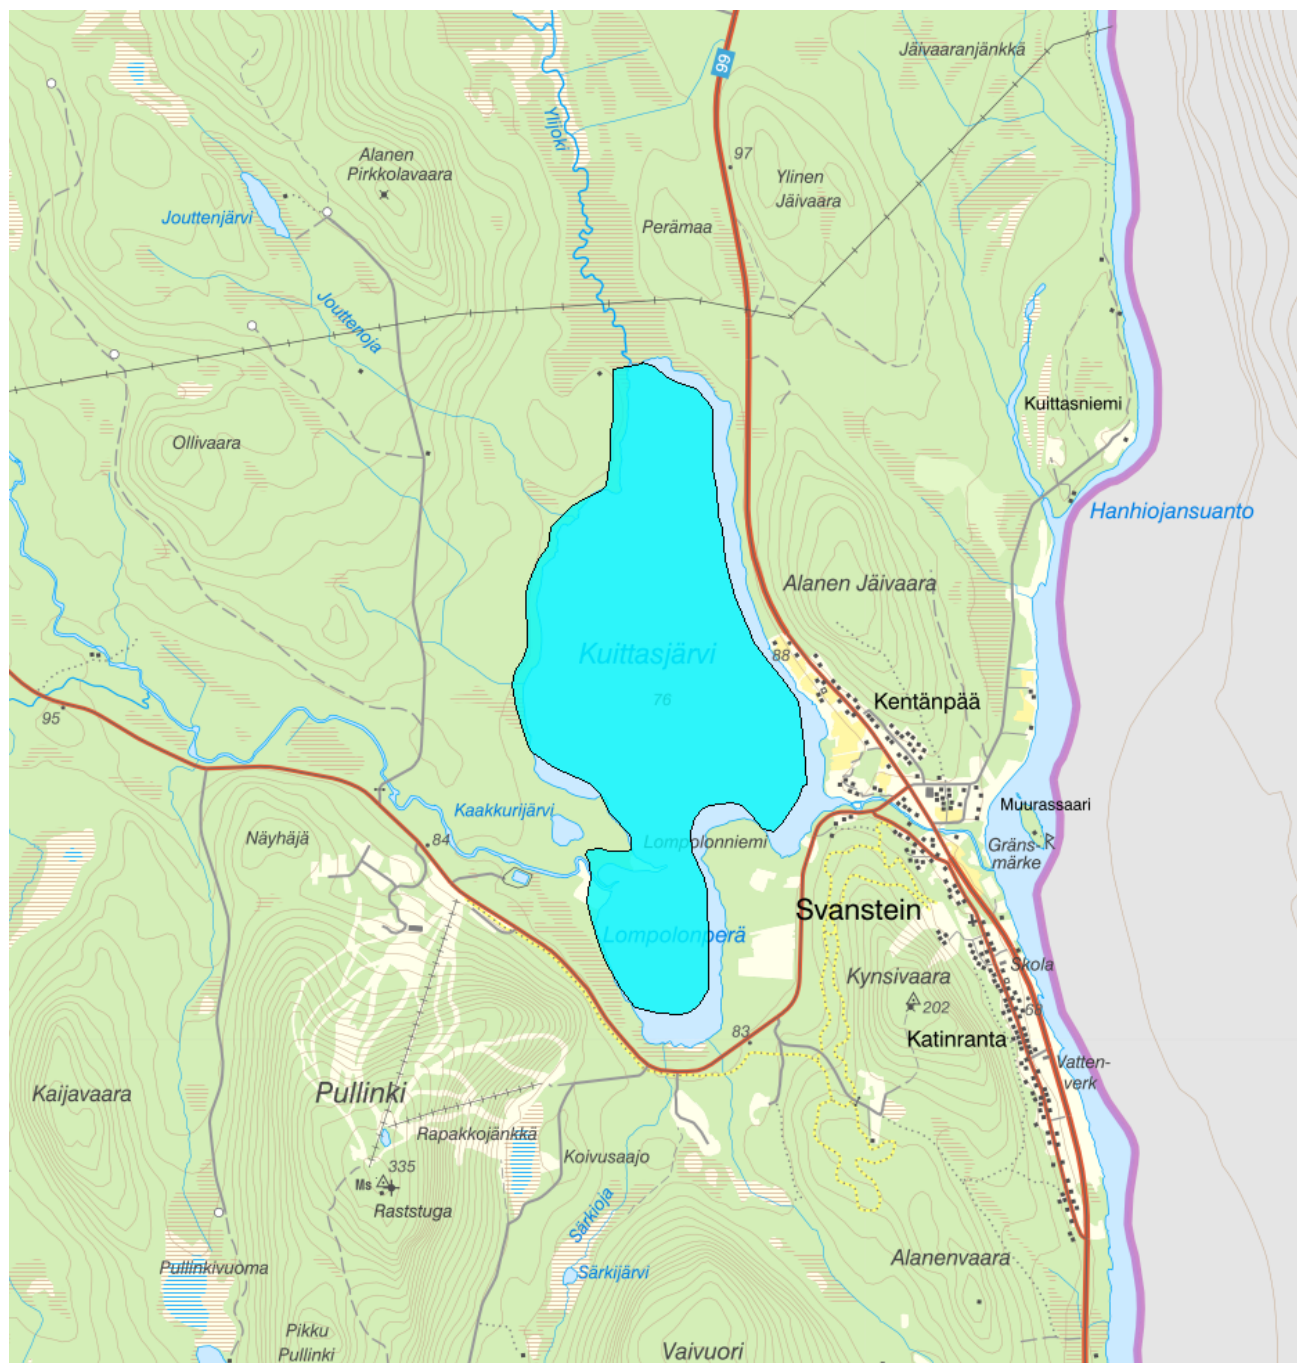 Jäivaaranjänkkä
99
Ylijoki
Alanen
Pirkkolavaara
97
Ylinen
Jäivaara
Jouttenjärvi
Perämaa
Jouttenoja
Kuittasniemi
Ollivaara
Hanhiojansuanto
Alanen Jäivaara
Kuittasjärvi
88
76
Kentänpää
95
Kaakkurijärvi
Muurassaari
Näyhäjä
84
Lompolonniemi
Gräns-
märke
Svanstein
Lompolonperä
Skola
Kynsivaara
202
68
83
Katinranta
Vatten-
verk
Kaijavaara
Pullinki
Rapakkojänkkä
Koivusaajo
335
Ms
Raststuga
Särkioja
Pullinkivuoma
Särkijärvi
Alanenvaara
Pikku
Pullinki
Vaivuori